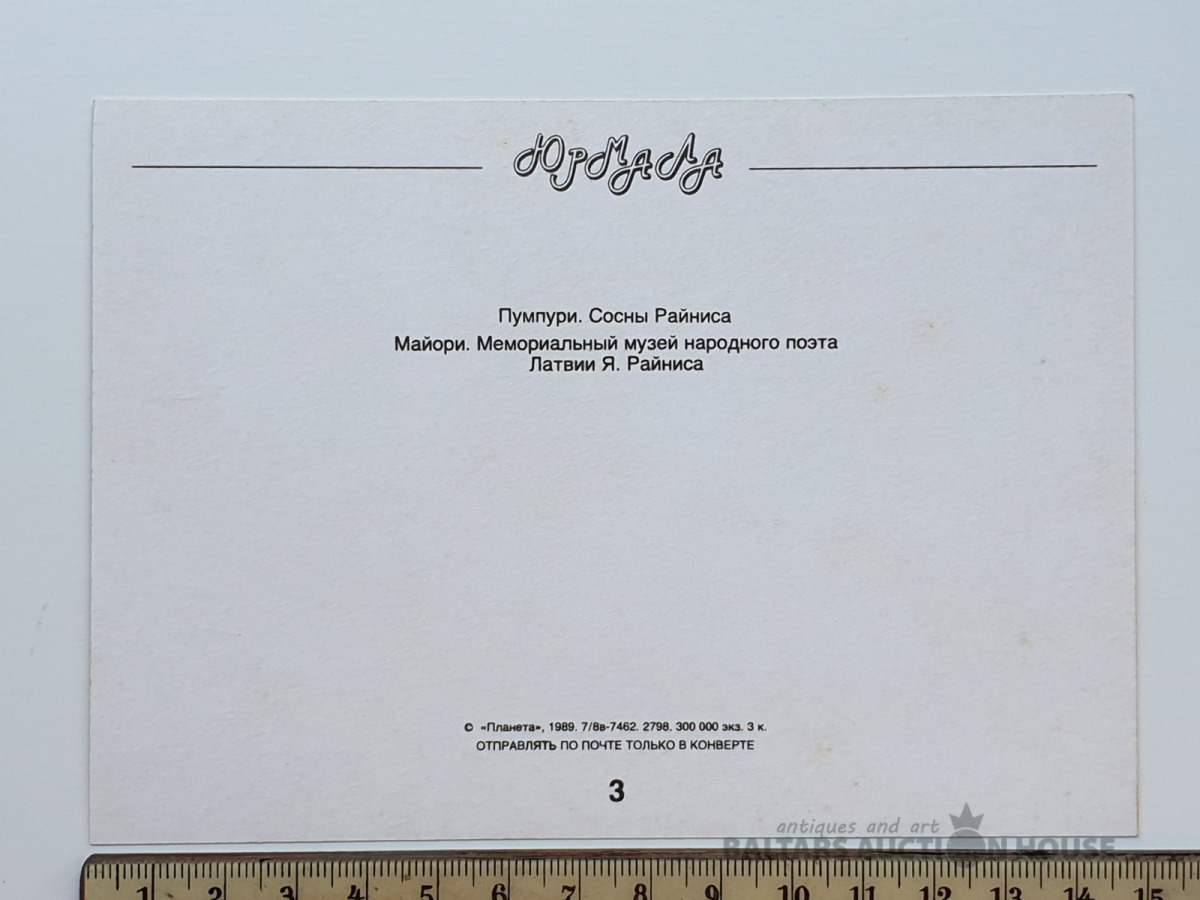 ЮРМАЛА
Пумпури. Сосны Райниса
Майори. Мемориальный музей народного поэта
Латвии Я. Райниса
© «Планета», 1989. 7/8в-7462. 2798. 300 000 экз. 3 к.
ОТПРАВЛЯТЬ ПО ПОЧТЕ ТОЛЬКО В КОНВЕРТЕ
3
antiques and art
BALTARS AUCTION HOUSE
1 2 3 4 5 6 7 8 9 10 11 12 13 14 15